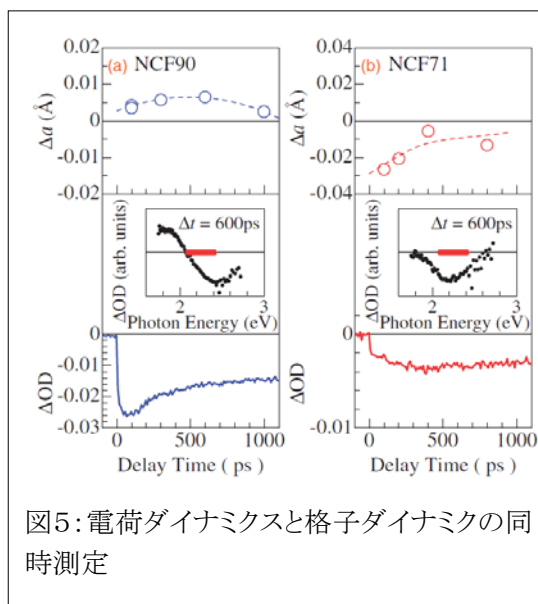 (a) NCF90
(b) NCF71
Δa (Å)
0.02
0.01
0
-0.01
-0.02
Δa (Å)
0.04
0.02
0
-0.02
-0.04
ΔOD (arb. units)
Δt = 600ps
2
3
Photon Energy (eV)
ΔOD (arb. units)
Δt = 600ps
2
3
Photon Energy (eV)
ΔOD
0
-0.01
-0.02
-0.03
0
500
1000
Delay Time ( ps )
ΔOD
0
-0.01
0
500
1000
Delay Time ( ps )
図5:電荷ダイナミクスと格子ダイナミクの同
時測定